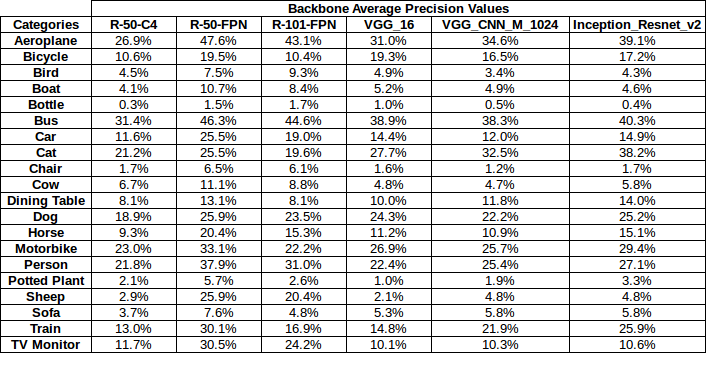 Backbone Average Precision Values
Categories R-50-C4 R-50-FPN R-101-FPN VGG_16 VGG_CNN_M_1024 Inception_Resnet_v2
Aeroplane 26.9% 47.6% 43.1% 31.0% 34.6% 39.1%
Bicycle 10.6% 19.5% 10.4% 19.3% 16.5% 17.2%
Bird 4.5% 7.5% 9.3% 4.9% 3.4% 4.3%
Boat 4.1% 10.7% 8.4% 5.2% 4.9% 4.6%
Bottle 0.3% 1.5% 1.7% 1.0% 0.5% 0.4%
Bus 31.4% 46.3% 44.6% 38.9% 38.3% 40.3%
Car 11.6% 25.5% 19.0% 14.4% 12.0% 14.9%
Cat 21.2% 25.5% 19.6% 27.7% 32.5% 38.2%
Chair 1.7% 6.5% 6.1% 1.6% 1.2% 1.7%
Cow 6.7% 11.1% 8.8% 4.8% 4.7% 5.8%
Dining Table 8.1% 13.1% 8.1% 10.0% 11.8% 14.0%
Dog 18.9% 25.9% 23.5% 24.3% 22.2% 25.2%
Horse 9.3% 20.4% 15.3% 11.2% 10.9% 15.1%
Motorbike 23.0% 33.1% 22.2% 26.9% 25.7% 29.4%
Person 21.8% 37.9% 31.0% 22.4% 25.4% 27.1%
Potted Plant 2.1% 5.7% 2.6% 1.0% 1.9% 3.3%
Sheep 2.9% 25.9% 20.4% 2.1% 4.8% 4.8%
Sofa 3.7% 7.6% 4.8% 5.3% 5.8% 5.8%
Train 13.0% 30.1% 16.9% 14.8% 21.9% 25.9%
TV Monitor 11.7% 30.5% 24.2% 10.1% 10.3% 10.6%